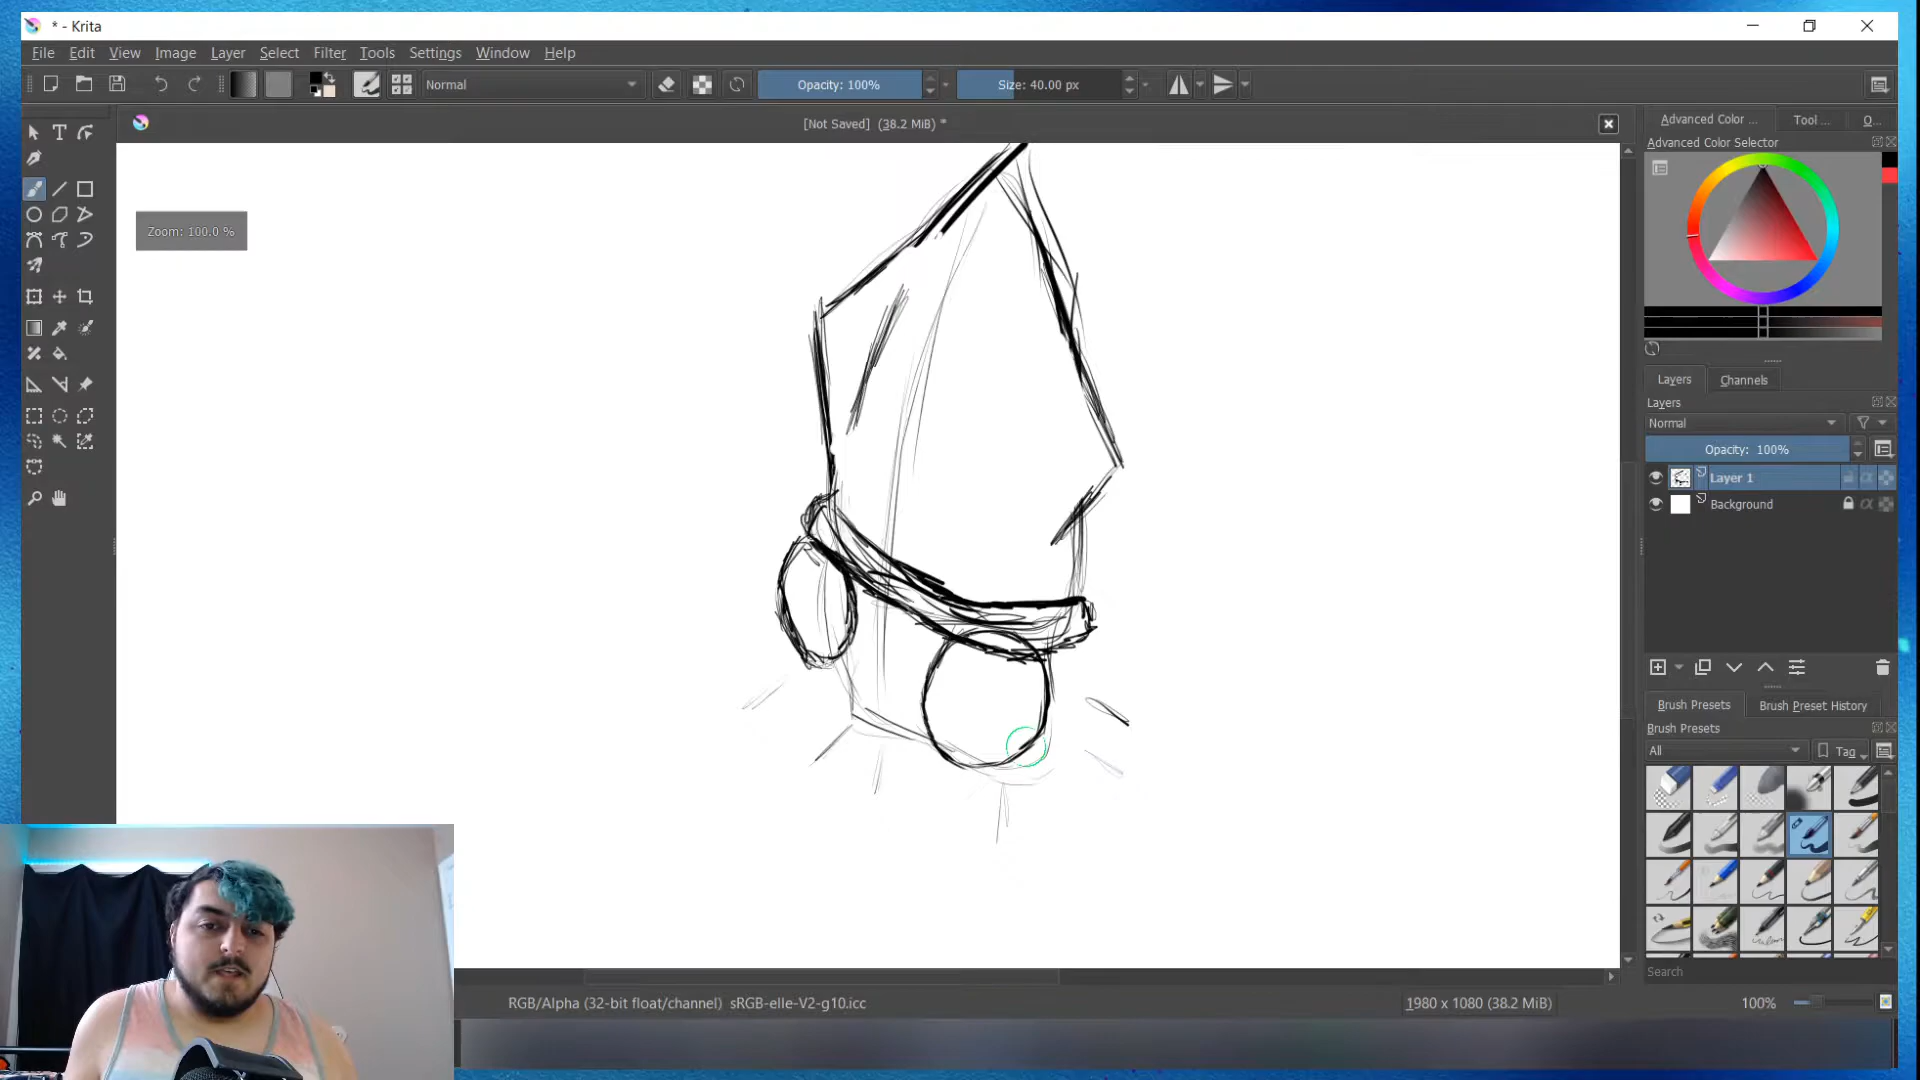 * - Krita
File Edit View Image Layer Select Filter Tools Settings Window Help
Normal
Opacity: 100%
Size: 40.00 px
[Not Saved] (38.2 MiB) *
Zoom: 100.0 %
Advanced Color ...
Tool ...
O...
Advanced Color Selector
Layers
Channels
Layers
Normal
Opacity: 100%
Layer 1
Background
Brush Presets
Brush Preset History
Brush Presets
All
Tag
Search
RGB/Alpha (32-bit float/channel) sRGB-elle-V2-g10.icc
1980 x 1080 (38.2 MiB)
100%